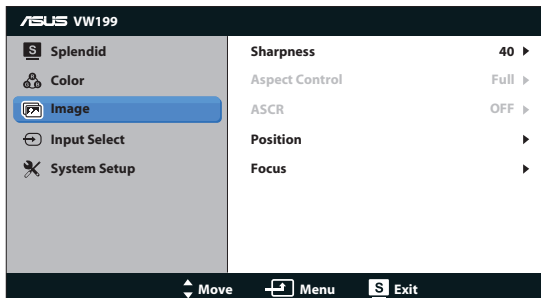 ASUS VW199
S Splendid
Color
Image
Input Select
System Setup
Sharpness 40
Aspect Control Full
ASCR OFF
Position
Focus
Move Menu S Exit